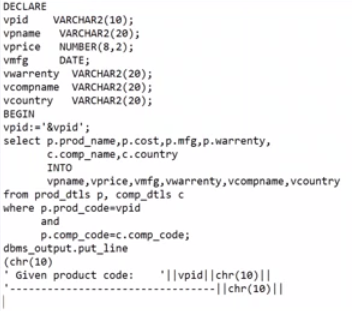 DECLARE
vpid    VARCHAR2(10);
vpname   VARCHAR2(20);
vprice   NUMBER(8,2);
vmfg     DATE;
vwarrenty  VARCHAR2(20);
vcompname  VARCHAR2(20);
vcountry   VARCHAR2(20);
BEGIN
vpid:='&vpid';
select p.prod_name,p.cost,p.mfg,p.warrenty,
      c.comp_name,c.country
      INTO
      vpname,vprice,vmfg,vwarrenty,vcompname,vcountry
from prod_dtls p, comp_dtls c
where p.prod_code=vpid
     and
     p.comp_code=c.comp_code;
dbms_output.put_line
(chr(10)
' Given product code:    '||vpid||chr(10)||
'--------------------------------||chr(10)||